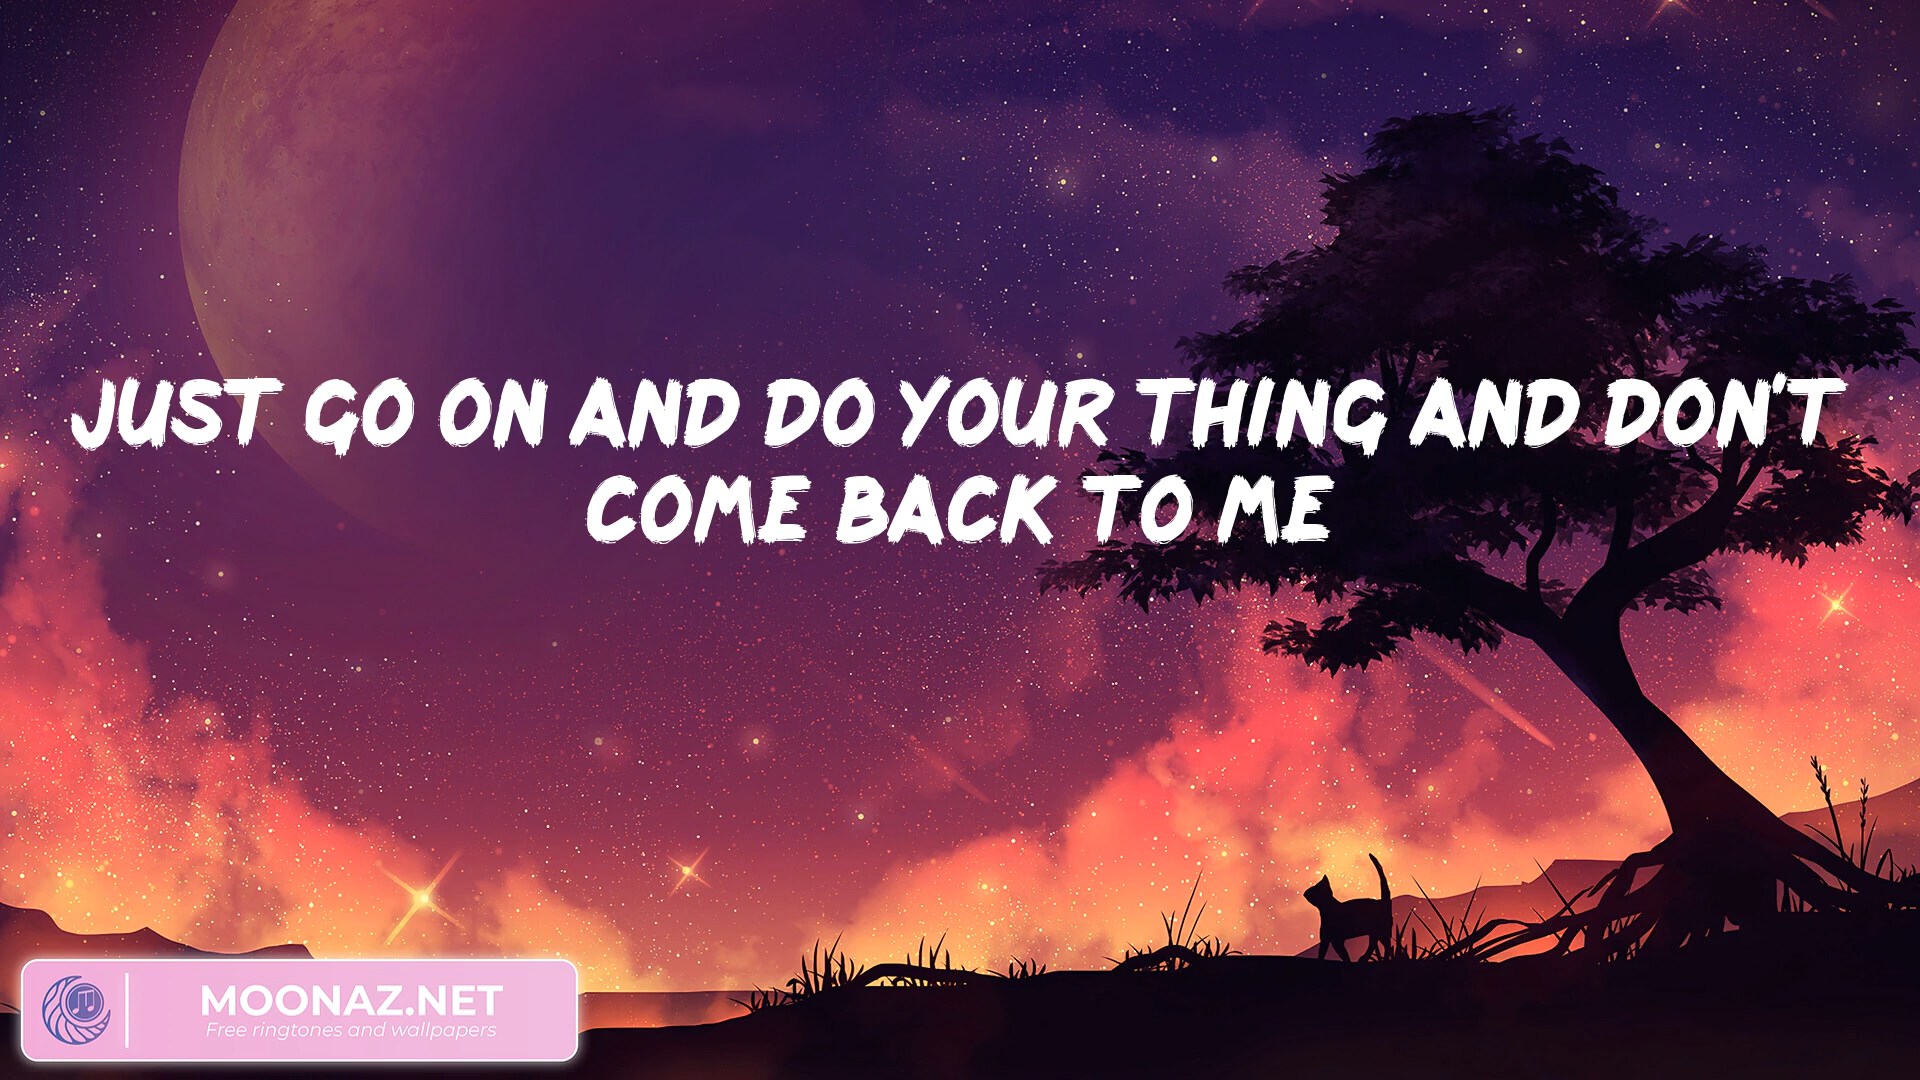 JUST GO ON AND DO YOUR THING AND DON'T
COME BACK TO ME
MOONAZ.NET
Free ringtones and wallpapers